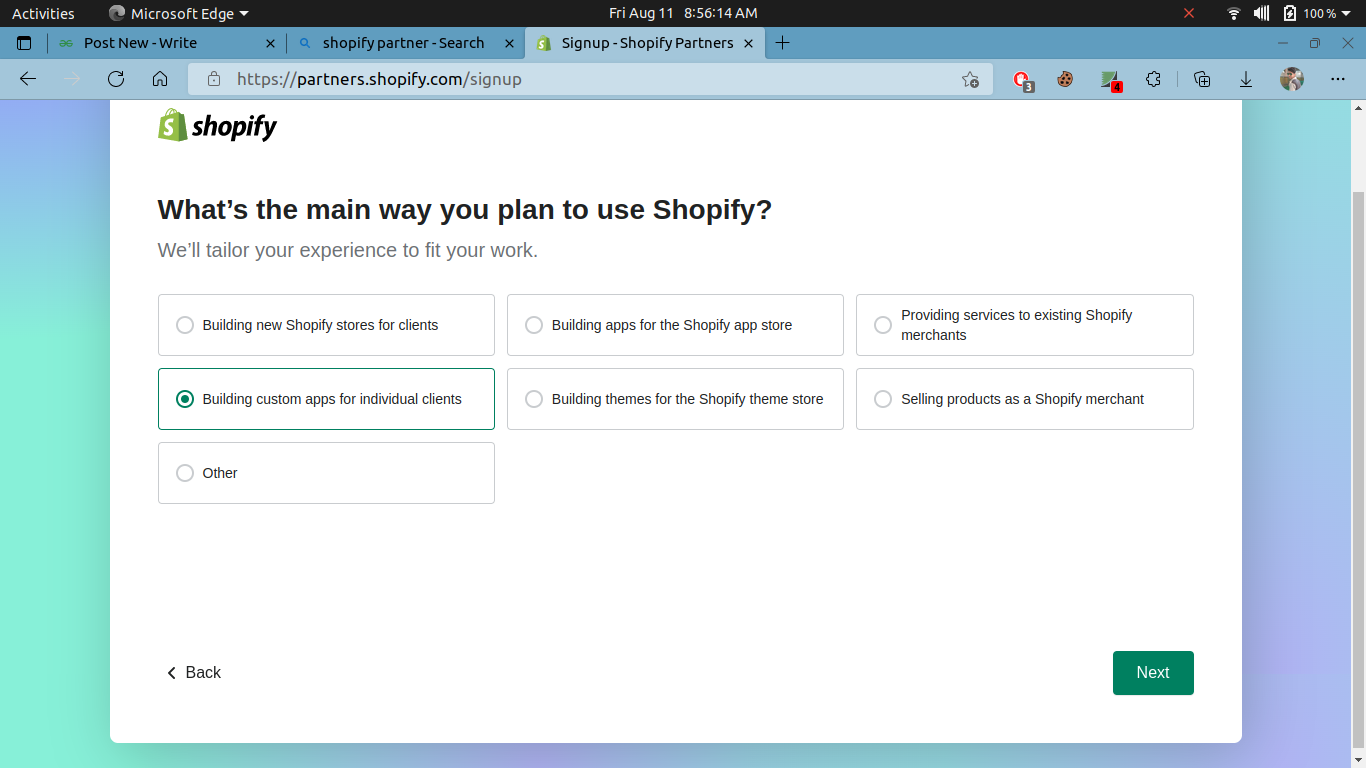 Activities Microsoft Edge Fri Aug 11 8:56:14 AM 100 %
Post New - Write shopify partner - Search Signup - Shopify Partners
https://partners.shopify.com/signup 3 4
shopify
What’s the main way you plan to use Shopify?
We’ll tailor your experience to fit your work.
Building new Shopify stores for clients
Building apps for the Shopify app store
Providing services to existing Shopify
merchants
Building custom apps for individual clients
Building themes for the Shopify theme store
Selling products as a Shopify merchant
Other
Back
Next